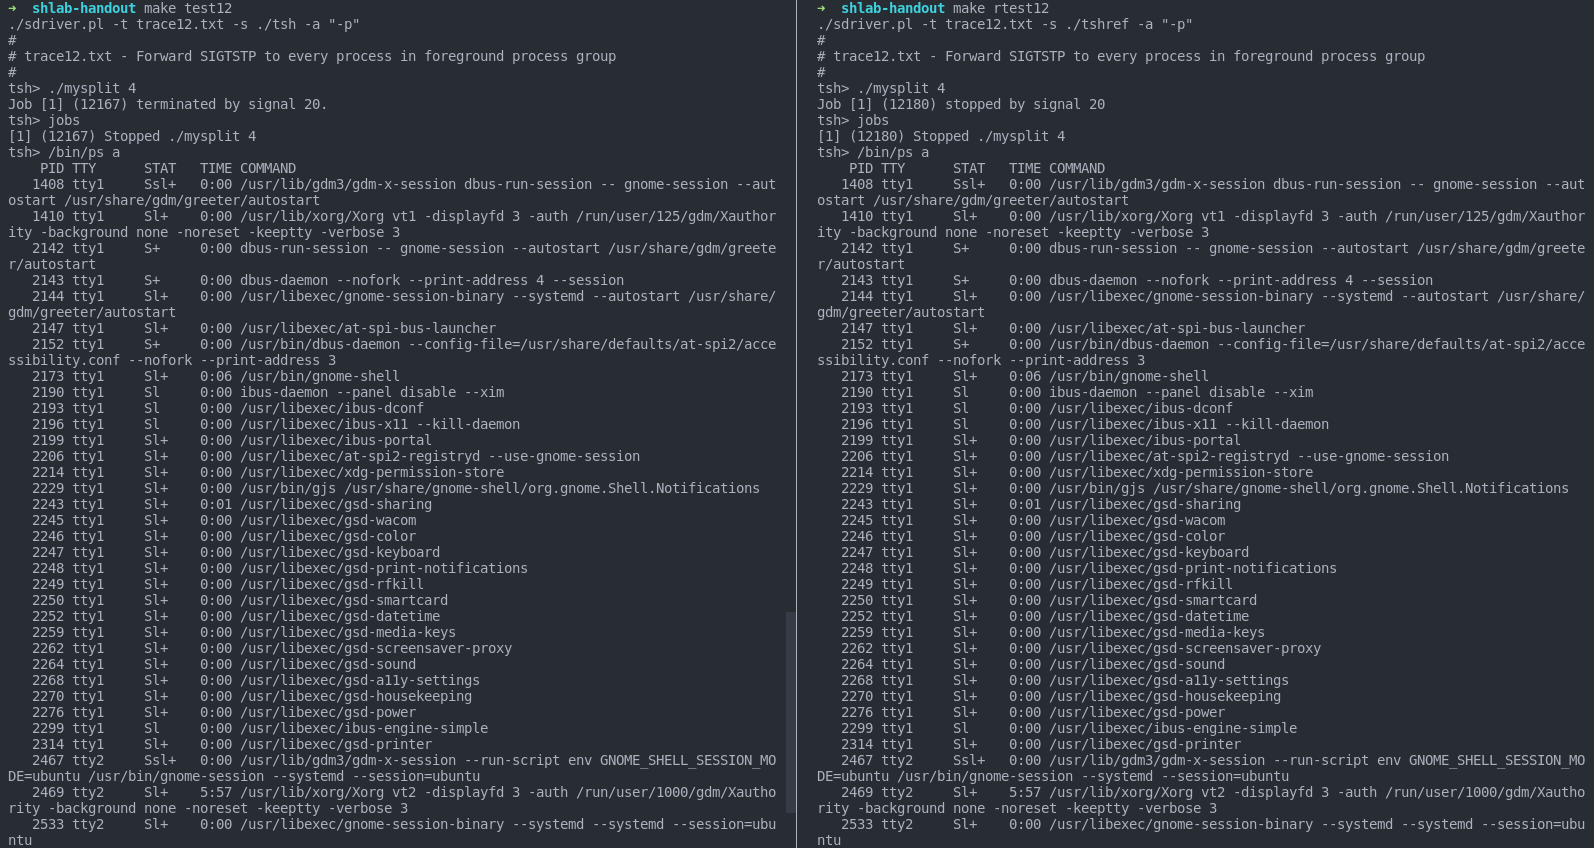 →  shlab-handout make test12
./sdriver.pl -t trace12.txt -s ./tsh -a "-p"
#
# trace12.txt - Forward SIGTSTP to every process in foreground process group
#
tsh> ./mysplit 4
Job [1] (12167) terminated by signal 20.
tsh> jobs
[1] (12167) Stopped ./mysplit 4
tsh> /bin/ps a
    PID TTY      STAT   TIME COMMAND
   1408 tty1     Ssl+   0:00 /usr/lib/gdm3/gdm-x-session dbus-run-session -- gnome-session --aut
ostart /usr/share/gdm/greeter/autostart
   1410 tty1     Sl+    0:00 /usr/lib/xorg/Xorg vt1 -displayfd 3 -auth /run/user/125/gdm/Xauthor
ity -background none -noreset -keeptty -verbose 3
   2142 tty1     S+     0:00 dbus-run-session -- gnome-session --autostart /usr/share/gdm/greete
r/autostart
   2143 tty1     S+     0:00 dbus-daemon --nofork --print-address 4 --session
   2144 tty1     Sl+    0:00 /usr/libexec/gnome-session-binary --systemd --autostart /usr/share/
gdm/greeter/autostart
   2147 tty1     Sl+    0:00 /usr/libexec/at-spi-bus-launcher
   2152 tty1     S+     0:00 /usr/bin/dbus-daemon --config-file=/usr/share/defaults/at-spi2/acce
ssibility.conf --nofork --print-address 3
   2173 tty1     Sl+    0:06 /usr/bin/gnome-shell
   2190 tty1     Sl     0:00 ibus-daemon --panel disable --xim
   2193 tty1     Sl     0:00 /usr/libexec/ibus-dconf
   2196 tty1     Sl     0:00 /usr/libexec/ibus-x11 --kill-daemon
   2199 tty1     Sl+    0:00 /usr/libexec/ibus-portal
   2206 tty1     Sl+    0:00 /usr/libexec/at-spi2-registryd --use-gnome-session
   2214 tty1     Sl+    0:00 /usr/libexec/xdg-permission-store
   2229 tty1     Sl+    0:00 /usr/bin/gjs /usr/share/gnome-shell/org.gnome.Shell.Notifications
   2243 tty1     Sl+    0:01 /usr/libexec/gsd-sharing
   2245 tty1     Sl+    0:00 /usr/libexec/gsd-wacom
   2246 tty1     Sl+    0:00 /usr/libexec/gsd-color
   2247 tty1     Sl+    0:00 /usr/libexec/gsd-keyboard
   2248 tty1     Sl+    0:00 /usr/libexec/gsd-print-notifications
   2249 tty1     Sl+    0:00 /usr/libexec/gsd-rfkill
   2250 tty1     Sl+    0:00 /usr/libexec/gsd-smartcard
   2252 tty1     Sl+    0:00 /usr/libexec/gsd-datetime
   2259 tty1     Sl+    0:00 /usr/libexec/gsd-media-keys
   2262 tty1     Sl+    0:00 /usr/libexec/gsd-screensaver-proxy
   2264 tty1     Sl+    0:00 /usr/libexec/gsd-sound
   2268 tty1     Sl+    0:00 /usr/libexec/gsd-a11y-settings
   2270 tty1     Sl+    0:00 /usr/libexec/gsd-housekeeping
   2276 tty1     Sl+    0:00 /usr/libexec/gsd-power
   2299 tty1     Sl     0:00 /usr/libexec/ibus-engine-simple
   2314 tty1     Sl+    0:00 /usr/libexec/gsd-printer
   2467 tty2     Ssl+   0:00 /usr/lib/gdm3/gdm-x-session --run-script env GNOME_SHELL_SESSION_MO
DE=ubuntu /usr/bin/gnome-session --systemd --session=ubuntu
   2469 tty2     Sl+    5:57 /usr/lib/xorg/Xorg vt2 -displayfd 3 -auth /run/user/1000/gdm/Xautho
rity -background none -noreset -keeptty -verbose 3
   2533 tty2     Sl+    0:00 /usr/libexec/gnome-session-binary --systemd --systemd --session=ubu
ntu
→  shlab-handout make rtest12
./sdriver.pl -t trace12.txt -s ./tshref -a "-p"
#
# trace12.txt - Forward SIGTSTP to every process in foreground process group
#
tsh> ./mysplit 4
Job [1] (12180) stopped by signal 20
tsh> jobs
[1] (12180) Stopped ./mysplit 4
tsh> /bin/ps a
    PID TTY      STAT   TIME COMMAND
   1408 tty1     Ssl+   0:00 /usr/lib/gdm3/gdm-x-session dbus-run-session -- gnome-session --aut
ostart /usr/share/gdm/greeter/autostart
   1410 tty1     Sl+    0:00 /usr/lib/xorg/Xorg vt1 -displayfd 3 -auth /run/user/125/gdm/Xauthor
ity -background none -noreset -keeptty -verbose 3
   2142 tty1     S+     0:00 dbus-run-session -- gnome-session --autostart /usr/share/gdm/greete
r/autostart
   2143 tty1     S+     0:00 dbus-daemon --nofork --print-address 4 --session
   2144 tty1     Sl+    0:00 /usr/libexec/gnome-session-binary --systemd --autostart /usr/share/
gdm/greeter/autostart
   2147 tty1     Sl+    0:00 /usr/libexec/at-spi-bus-launcher
   2152 tty1     S+     0:00 /usr/bin/dbus-daemon --config-file=/usr/share/defaults/at-spi2/acce
ssibility.conf --nofork --print-address 3
   2173 tty1     Sl+    0:06 /usr/bin/gnome-shell
   2190 tty1     Sl     0:00 ibus-daemon --panel disable --xim
   2193 tty1     Sl     0:00 /usr/libexec/ibus-dconf
   2196 tty1     Sl     0:00 /usr/libexec/ibus-x11 --kill-daemon
   2199 tty1     Sl+    0:00 /usr/libexec/ibus-portal
   2206 tty1     Sl+    0:00 /usr/libexec/at-spi2-registryd --use-gnome-session
   2214 tty1     Sl+    0:00 /usr/libexec/xdg-permission-store
   2229 tty1     Sl+    0:00 /usr/bin/gjs /usr/share/gnome-shell/org.gnome.Shell.Notifications
   2243 tty1     Sl+    0:01 /usr/libexec/gsd-sharing
   2245 tty1     Sl+    0:00 /usr/libexec/gsd-wacom
   2246 tty1     Sl+    0:00 /usr/libexec/gsd-color
   2247 tty1     Sl+    0:00 /usr/libexec/gsd-keyboard
   2248 tty1     Sl+    0:00 /usr/libexec/gsd-print-notifications
   2249 tty1     Sl+    0:00 /usr/libexec/gsd-rfkill
   2250 tty1     Sl+    0:00 /usr/libexec/gsd-smartcard
   2252 tty1     Sl+    0:00 /usr/libexec/gsd-datetime
   2259 tty1     Sl+    0:00 /usr/libexec/gsd-media-keys
   2262 tty1     Sl+    0:00 /usr/libexec/gsd-screensaver-proxy
   2264 tty1     Sl+    0:00 /usr/libexec/gsd-sound
   2268 tty1     Sl+    0:00 /usr/libexec/gsd-a11y-settings
   2270 tty1     Sl+    0:00 /usr/libexec/gsd-housekeeping
   2276 tty1     Sl+    0:00 /usr/libexec/gsd-power
   2299 tty1     Sl     0:00 /usr/libexec/ibus-engine-simple
   2314 tty1     Sl+    0:00 /usr/libexec/gsd-printer
   2467 tty2     Ssl+   0:00 /usr/lib/gdm3/gdm-x-session --run-script env GNOME_SHELL_SESSION_MO
DE=ubuntu /usr/bin/gnome-session --systemd --session=ubuntu
   2469 tty2     Sl+    5:57 /usr/lib/xorg/Xorg vt2 -displayfd 3 -auth /run/user/1000/gdm/Xautho
rity -background none -noreset -keeptty -verbose 3
   2533 tty2     Sl+    0:00 /usr/libexec/gnome-session-binary --systemd --systemd --session=ubu
ntu